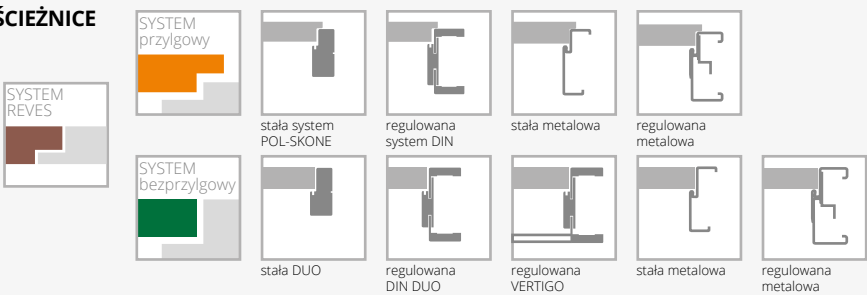 ŚCIEŻNICE
SYSTEM
REVES
SYSTEM
przylgowy
stała system
POL-SKONE
regulowana
system DIN
stała metalowa
regulowana
metalowa
SYSTEM
bezprzylgowy
stała DUO
regulowana
DIN DUO
regulowana
VERTIGO
stała metalowa
regulowana
metalowa